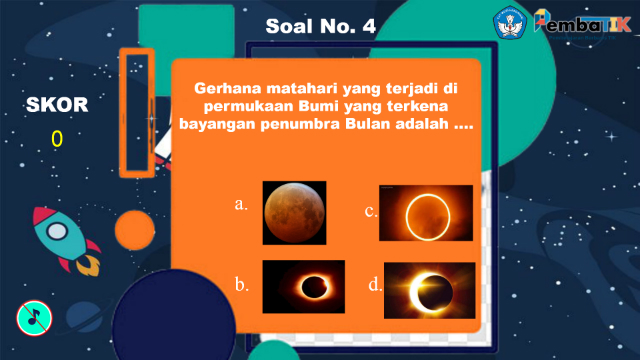 Soal No. 4
PembaTIK
SKOR
0
Gerhana matahari yang terjadi di
permukaan Bumi yang terkena
bayangan penumbra Bulan adalah ....
a.
c.
b.
d.